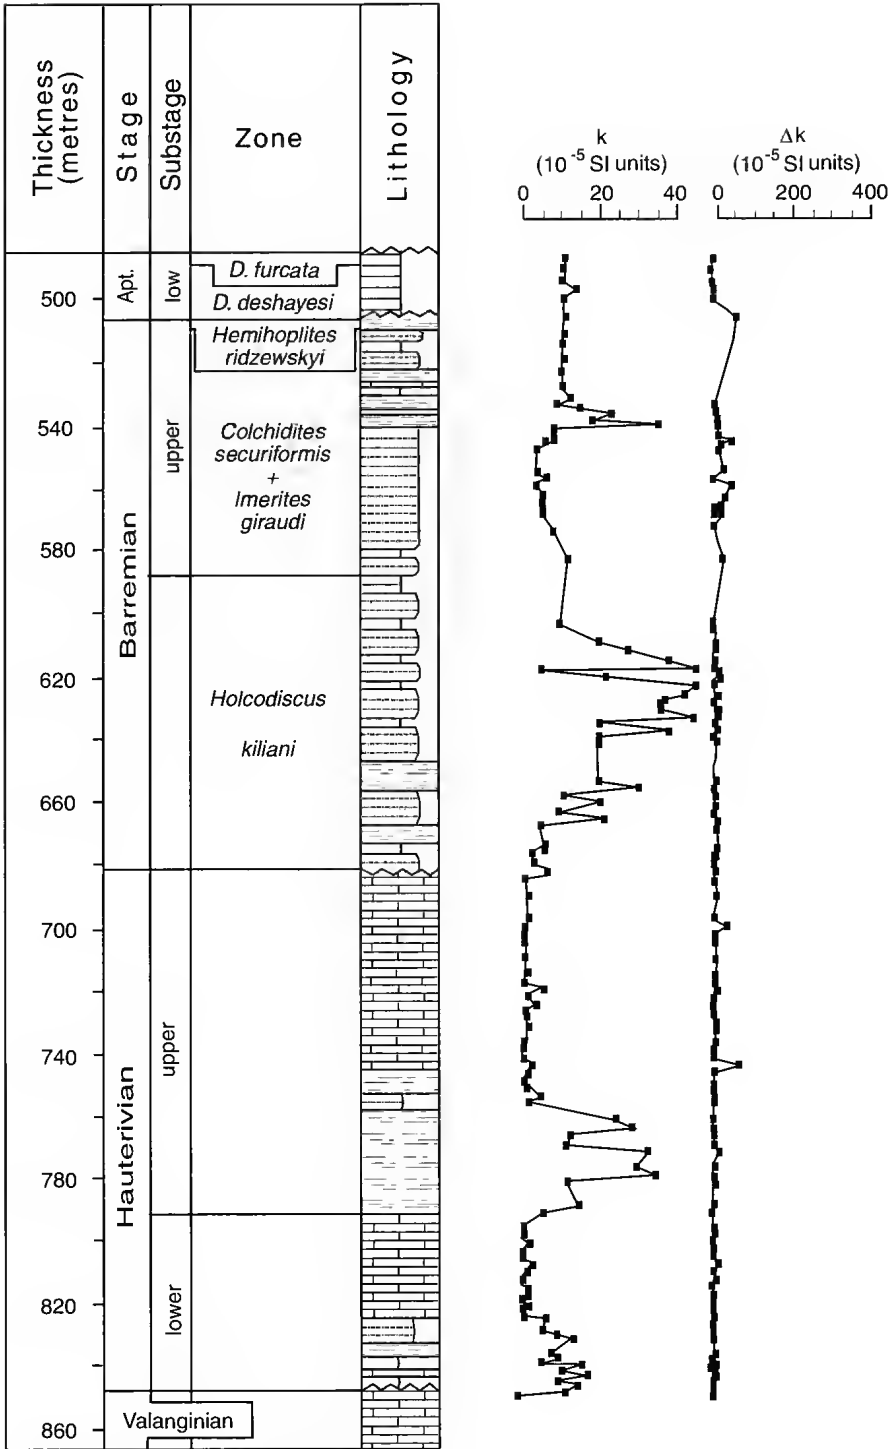 Thickness
(metres)
Stage
Substage
Zone
Lithology
k
(10 -5 SI units)
0 20 40
Δk
(10 -5 SI units)
0 200 400
Apt.
low
D. furcata
D. deshayesi
500
Hemihoplites
ridzewskyi
540
upper
Colchidites
securiformis
+
Imerites
giraudi
580
Barremian
620
Holcodiscus
kiliani
660
700
upper
740
Hauterivian
780
820
lower
Valanginian
860